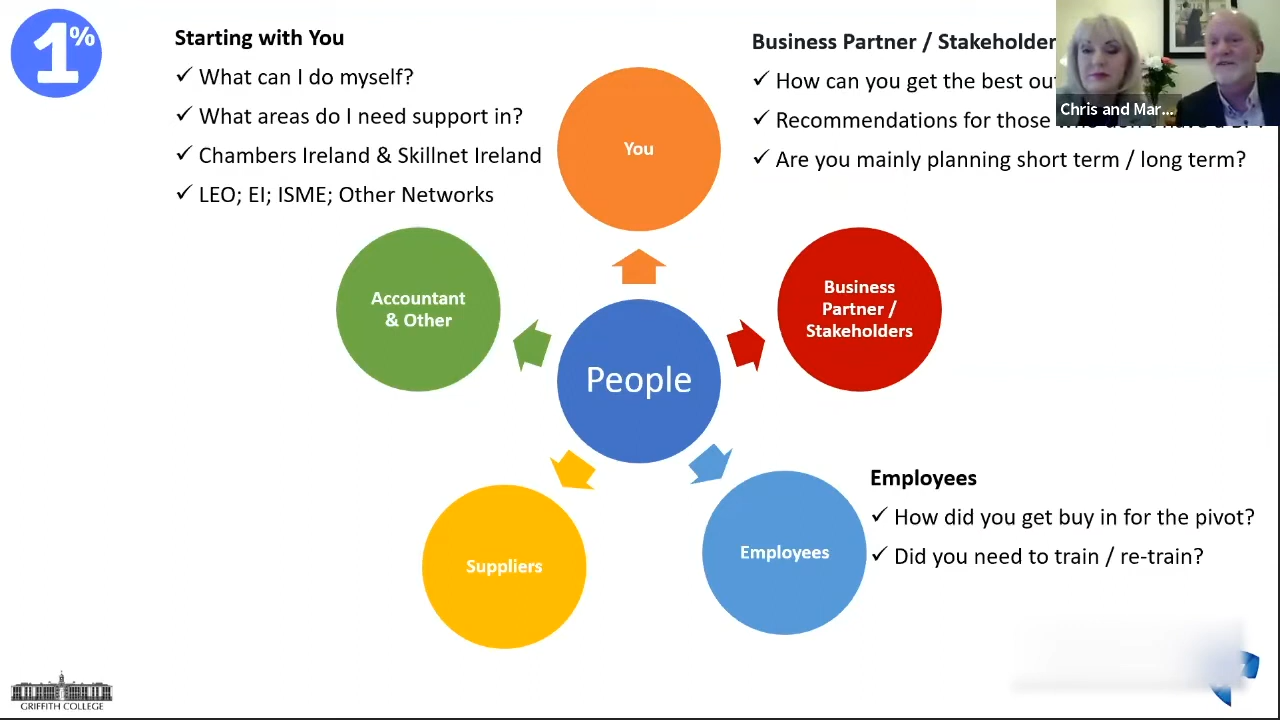 1%
Starting with You
✓ What can I do myself?
✓ What areas do I need support in?
✓ Chambers Ireland & Skillnet Ireland
✓ LEO; EI; ISME; Other Networks
Business Partner / Stakeholder
✓ How can you get the best ou
✓ Recommendations for those
✓ Are you mainly planning short term / long term?
Chris and Mar...
You
Accountant
& Other
Business
Partner /
Stakeholders
People
Suppliers
Employees
Employees
✓ How did you get buy in for the pivot?
✓ Did you need to train / re-train?
GRIFFITH COLLEGE